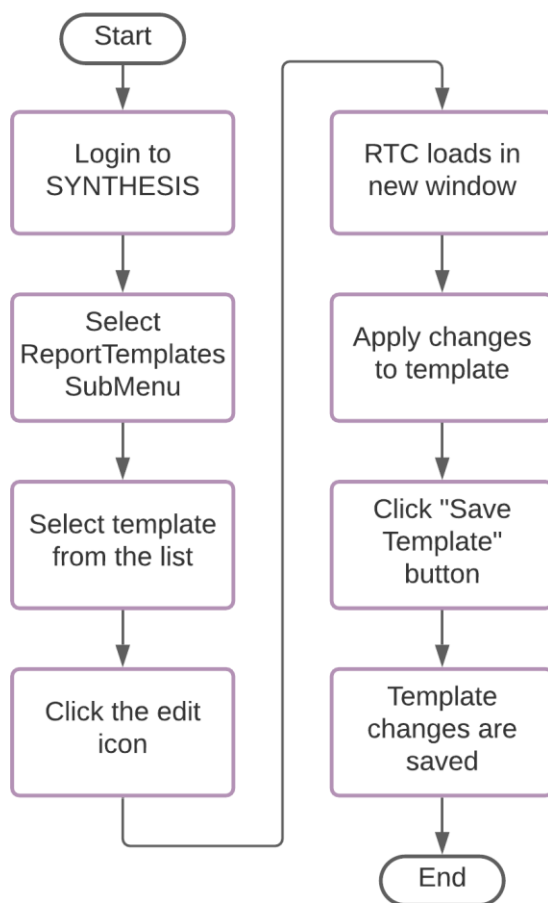 Start
Login to
SYNTHESIS
Select
ReportTemplates
SubMenu
Select template
from the list
Click the edit
icon
RTC loads in
new window
Apply changes
to template
Click "Save
Template"
button
Template
changes are
saved
End